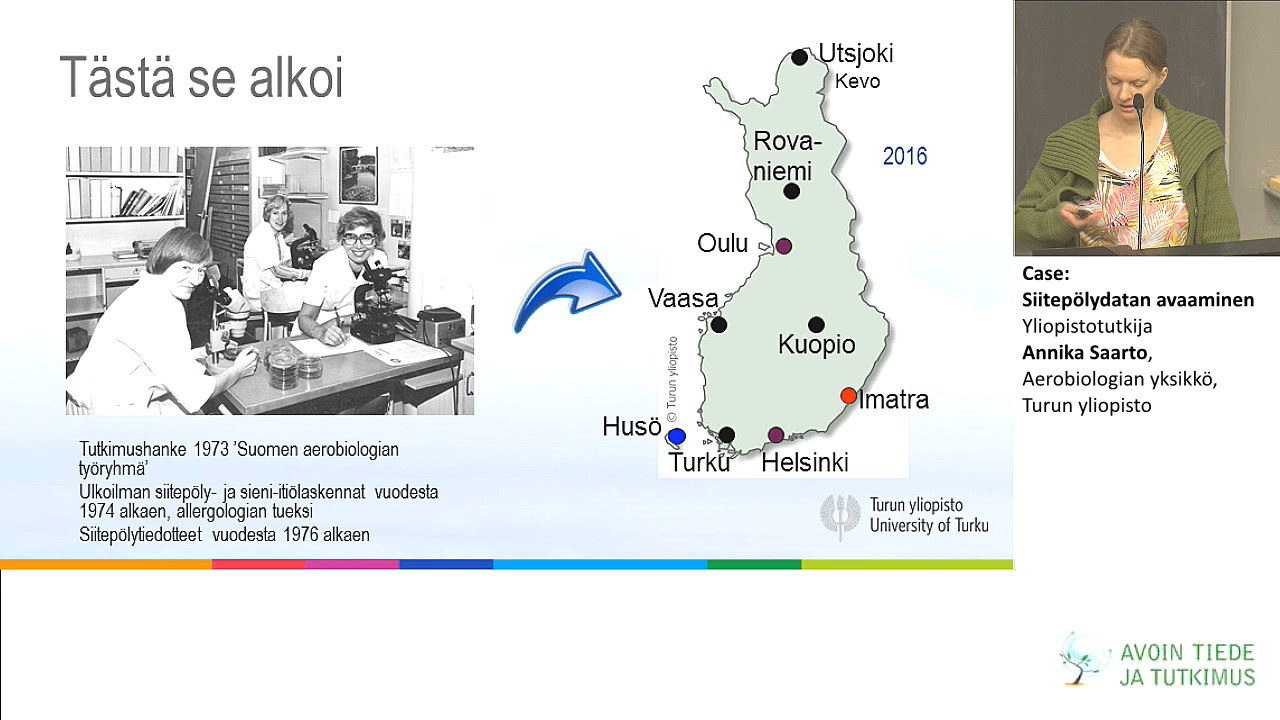 Tästä se alkoi
Tutkimushanke 1973 'Suomen aerobiologian
työryhmä'
Ulkoilman siitepöly- ja sieni-itiölaskennat vuodesta
1974 alkaen, allergologian tueksi
Siitepölytiedotteet vuodesta 1976 alkaen
Utsjoki
Kevo
Rova-
niemi
2016
Oulu
Vaasa
Kuopio
© Turun yliopisto
Imatra
Husö
Turku
Helsinki
Turun yliopisto
University of Turku
Case:
Siitepölydatan avaaminen
Yliopistotutkija
Annika Saarto,
Aerobiologian yksikkö,
Turun yliopisto
AVOIN TIEDE
JA TUTKIMUS